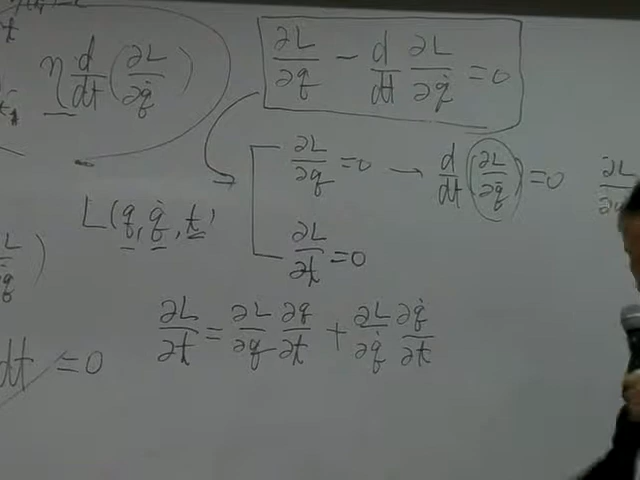 η d/dt (∂L/∂q̇)
∂L/∂q − d/dt ∂L/∂q̇ = 0
∂L/∂q = 0 → d/dt (∂L/∂q̇) = 0
L(q, q̇, t)
∂L/∂t = 0
∂L/∂t = ∂L/∂q ∂q/∂t + ∂L/∂q̇ ∂q̇/∂t
dt = 0